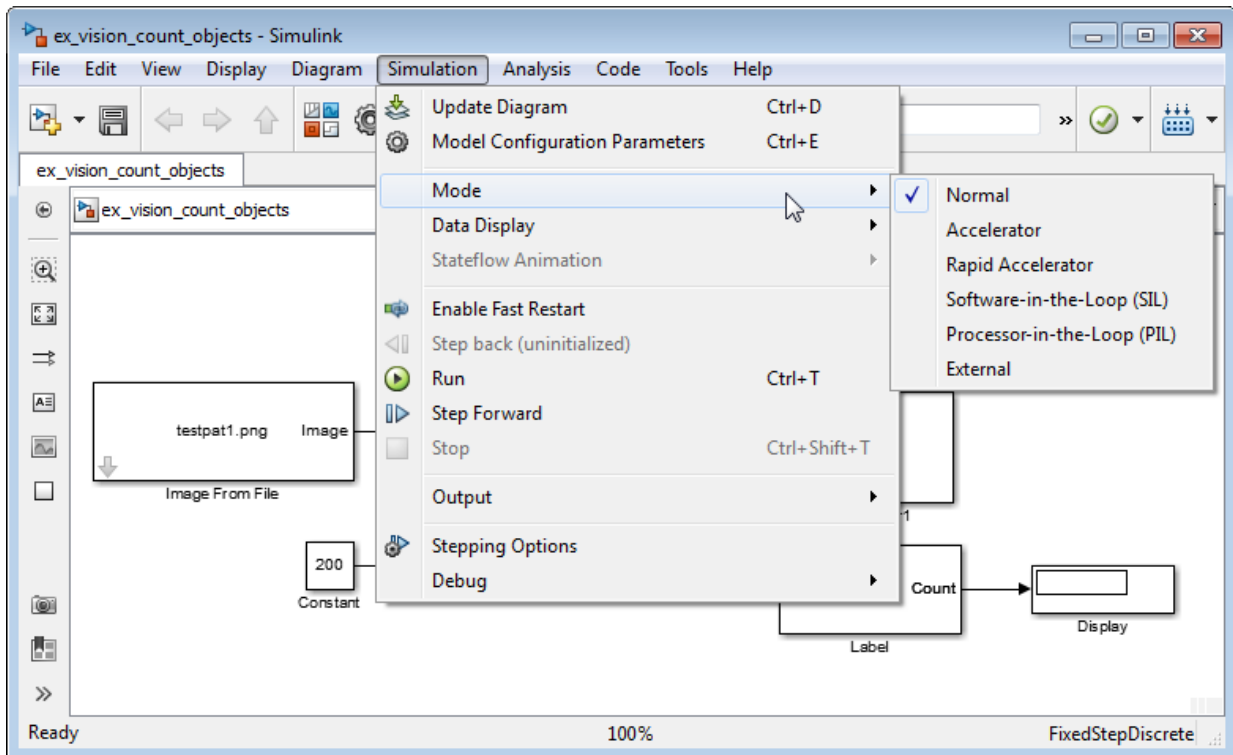 ex_vision_count_objects - Simulink
File Edit View Display Diagram Simulation Analysis Code Tools Help
Update Diagram Ctrl+D
Model Configuration Parameters Ctrl+E
ex_vision_count_objects
ex_vision_count_objects
Mode
Data Display
Stateflow Animation
Enable Fast Restart
Step back (uninitialized)
Run Ctrl+T
Step Forward
Stop Ctrl+Shift+T
Output
Stepping Options
Debug
Normal
Accelerator
Rapid Accelerator
Software-in-the-Loop (SIL)
Processor-in-the-Loop (PIL)
External
testpat1.png Image
Image From File
200
Constant
Count
Label
Display
Ready 100% FixedStepDiscrete